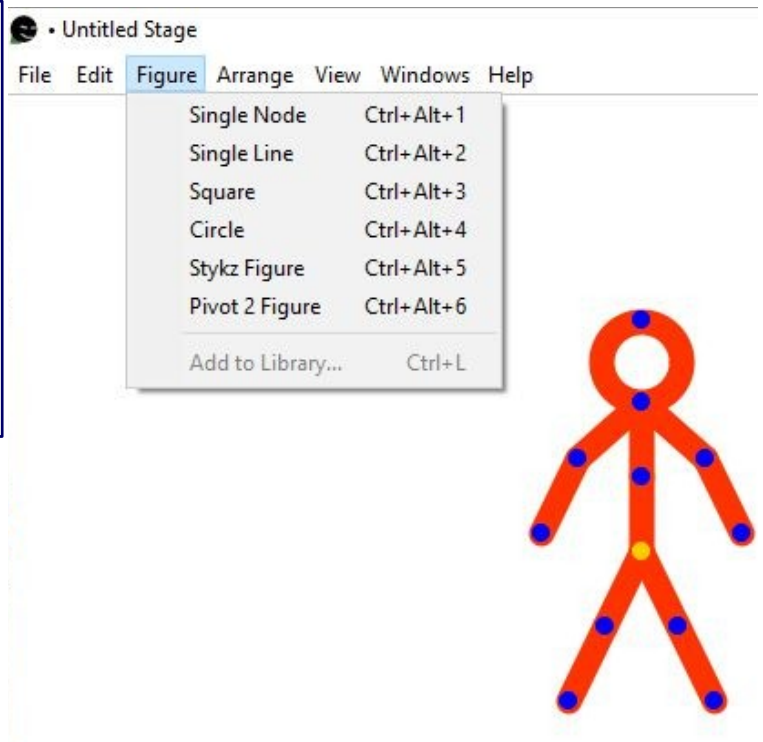 • Untitled Stage
File Edit Figure Arrange View Windows Help
Single Node Ctrl+Alt+1
Single Line Ctrl+Alt+2
Square Ctrl+Alt+3
Circle Ctrl+Alt+4
Stykz Figure Ctrl+Alt+5
Pivot 2 Figure Ctrl+Alt+6
Add to Library... Ctrl+L